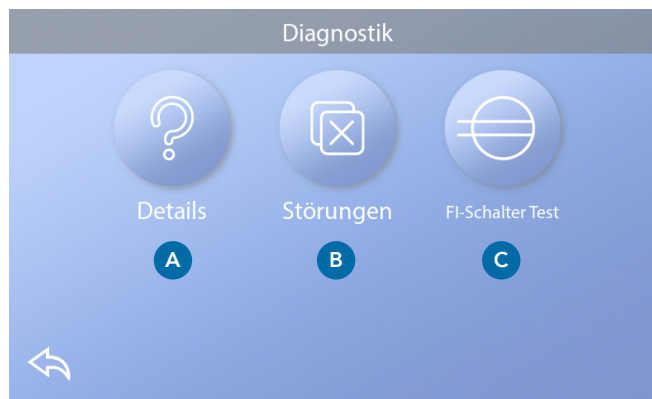 Diagnostik
Details
Störungen
FI-Schalter Test
A
B
C